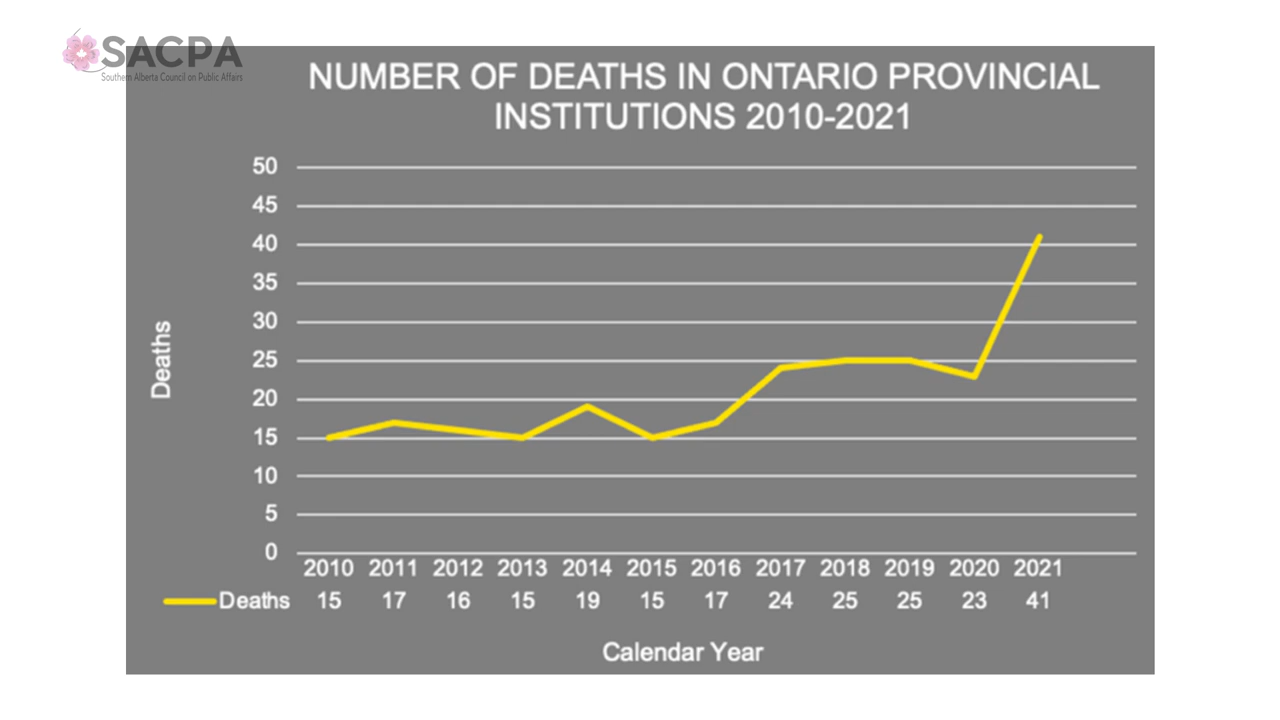 SACPA
Southern Alberta Council on Public Affairs
NUMBER OF DEATHS IN ONTARIO PROVINCIAL
INSTITUTIONS 2010-2021
50
45
40
35
30
25
20
15
10
5
0
Deaths
2010 2011 2012 2013 2014 2015 2016 2017 2018 2019 2020 2021
Deaths 15 17 16 15 19 15 17 24 25 25 23 41
Calendar Year